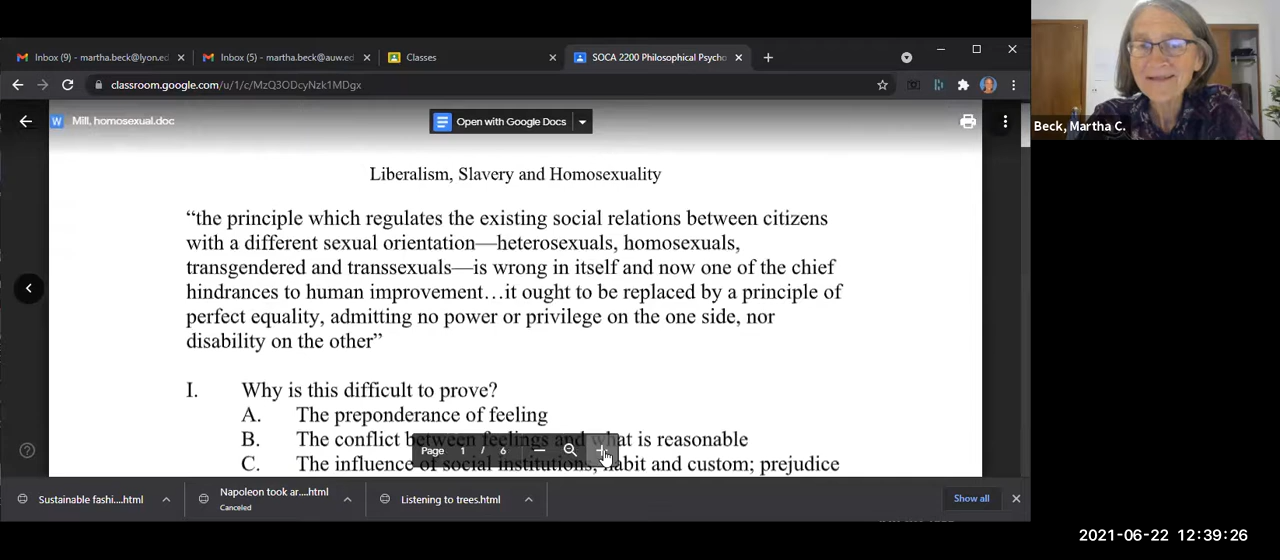 Inbox (9) - martha.beck@lyon.ed
Inbox (5) - martha.beck@auw.ed
Classes
SOCA 2200 Philosophical Psycho
classroom.google.com/u/1/c/MzQ3ODcyNzk1MDgx
Beck, Martha C.
Mill, homosexual.doc
Open with Google Docs
Liberalism, Slavery and Homosexuality
“the principle which regulates the existing social relations between citizens
with a different sexual orientation—heterosexuals, homosexuals,
transgendered and transsexuals—is wrong in itself and now one of the chief
hindrances to human improvement…it ought to be replaced by a principle of
perfect equality, admitting no power or privilege on the one side, nor
disability on the other”
I. Why is this difficult to prove?
A. The preponderance of feeling
B. The conflict between feelings and what is reasonable
Page 1 / 6
C. The influence of social institutions, habit and custom; prejudice
Sustainable fashi....html
Napoleon took ar....html
Canceled
Listening to trees.html
Show all
2021-06-22 12:39:26